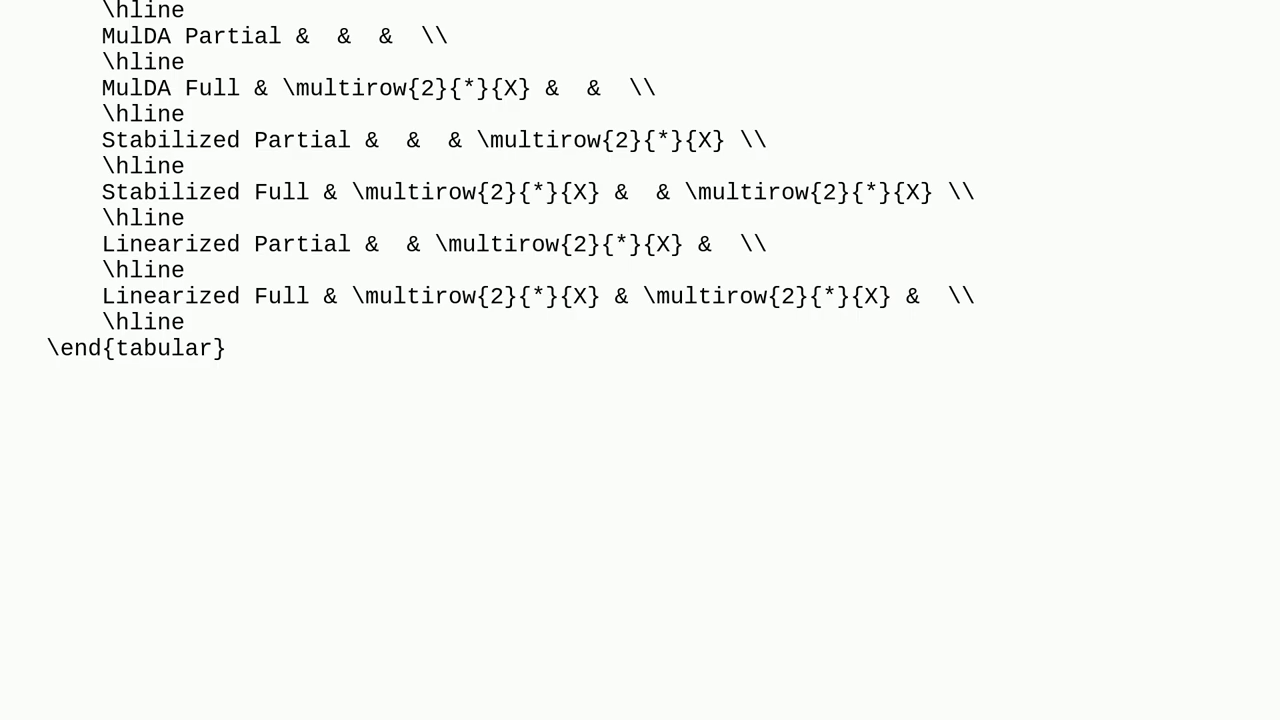 \hline
MulDA Partial &  &  &  \\
\hline
MulDA Full & \multirow{2}{*}{X} &  &  \\
\hline
Stabilized Partial &  &  & \multirow{2}{*}{X} \\
\hline
Stabilized Full & \multirow{2}{*}{X} &  & \multirow{2}{*}{X} \\
\hline
Linearized Partial &  & \multirow{2}{*}{X} &  \\
\hline
Linearized Full & \multirow{2}{*}{X} & \multirow{2}{*}{X} &  \\
\hline
\end{tabular}